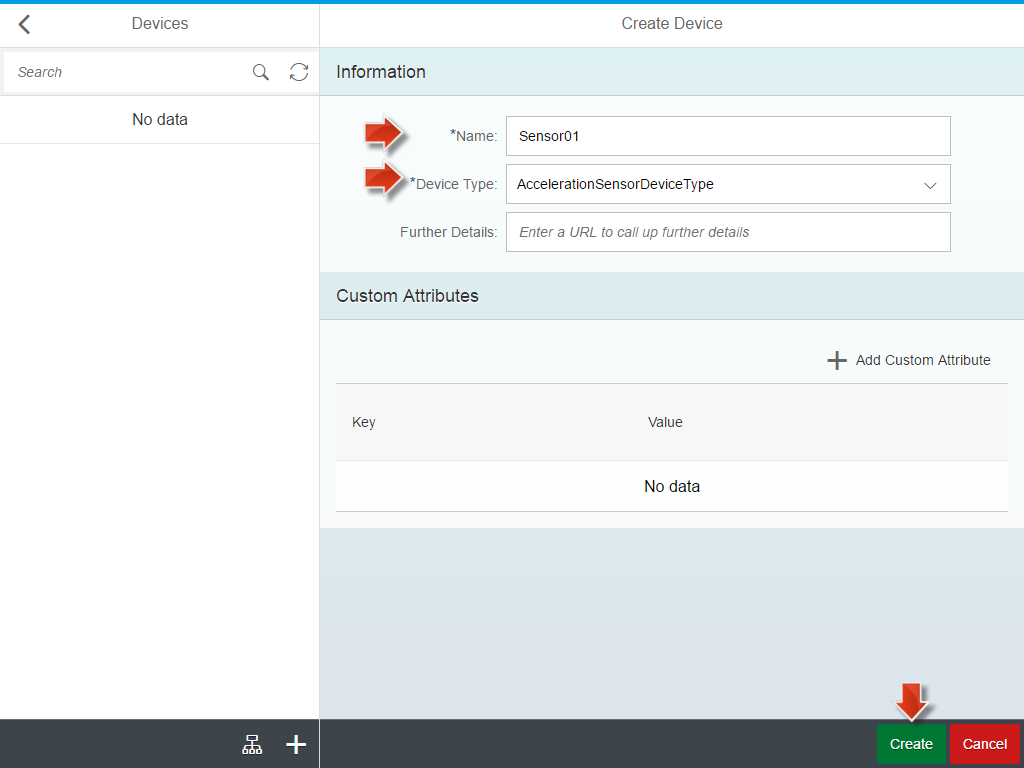 Devices
Create Device
Search
No data
Information
*Name: Sensor01
*Device Type: AccelerationSensorDeviceType
Further Details: Enter a URL to call up further details
Custom Attributes
Add Custom Attribute
Key Value
No data
Create Cancel